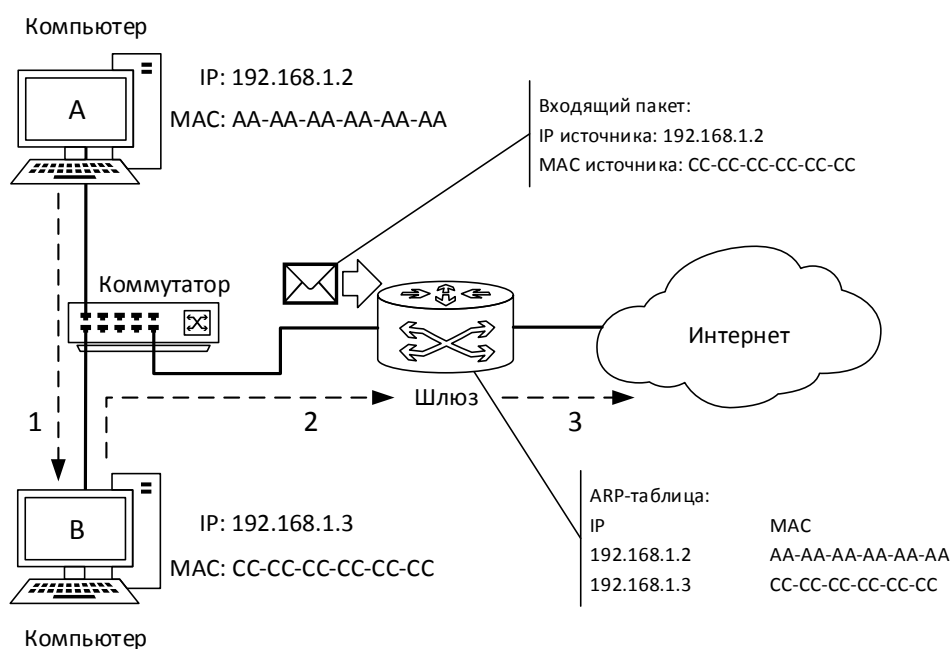 Компьютер
A
IP: 192.168.1.2
MAC: AA-AA-AA-AA-AA-AA
Входящий пакет:
IP источника: 192.168.1.2
MAC источника: CC-CC-CC-CC-CC-CC
Коммутатор
Интернет
Шлюз
1
2
3
B
IP: 192.168.1.3
MAC: CC-CC-CC-CC-CC-CC
Компьютер
ARP-таблица:
IP MAC
192.168.1.2 AA-AA-AA-AA-AA-AA
192.168.1.3 CC-CC-CC-CC-CC-CC